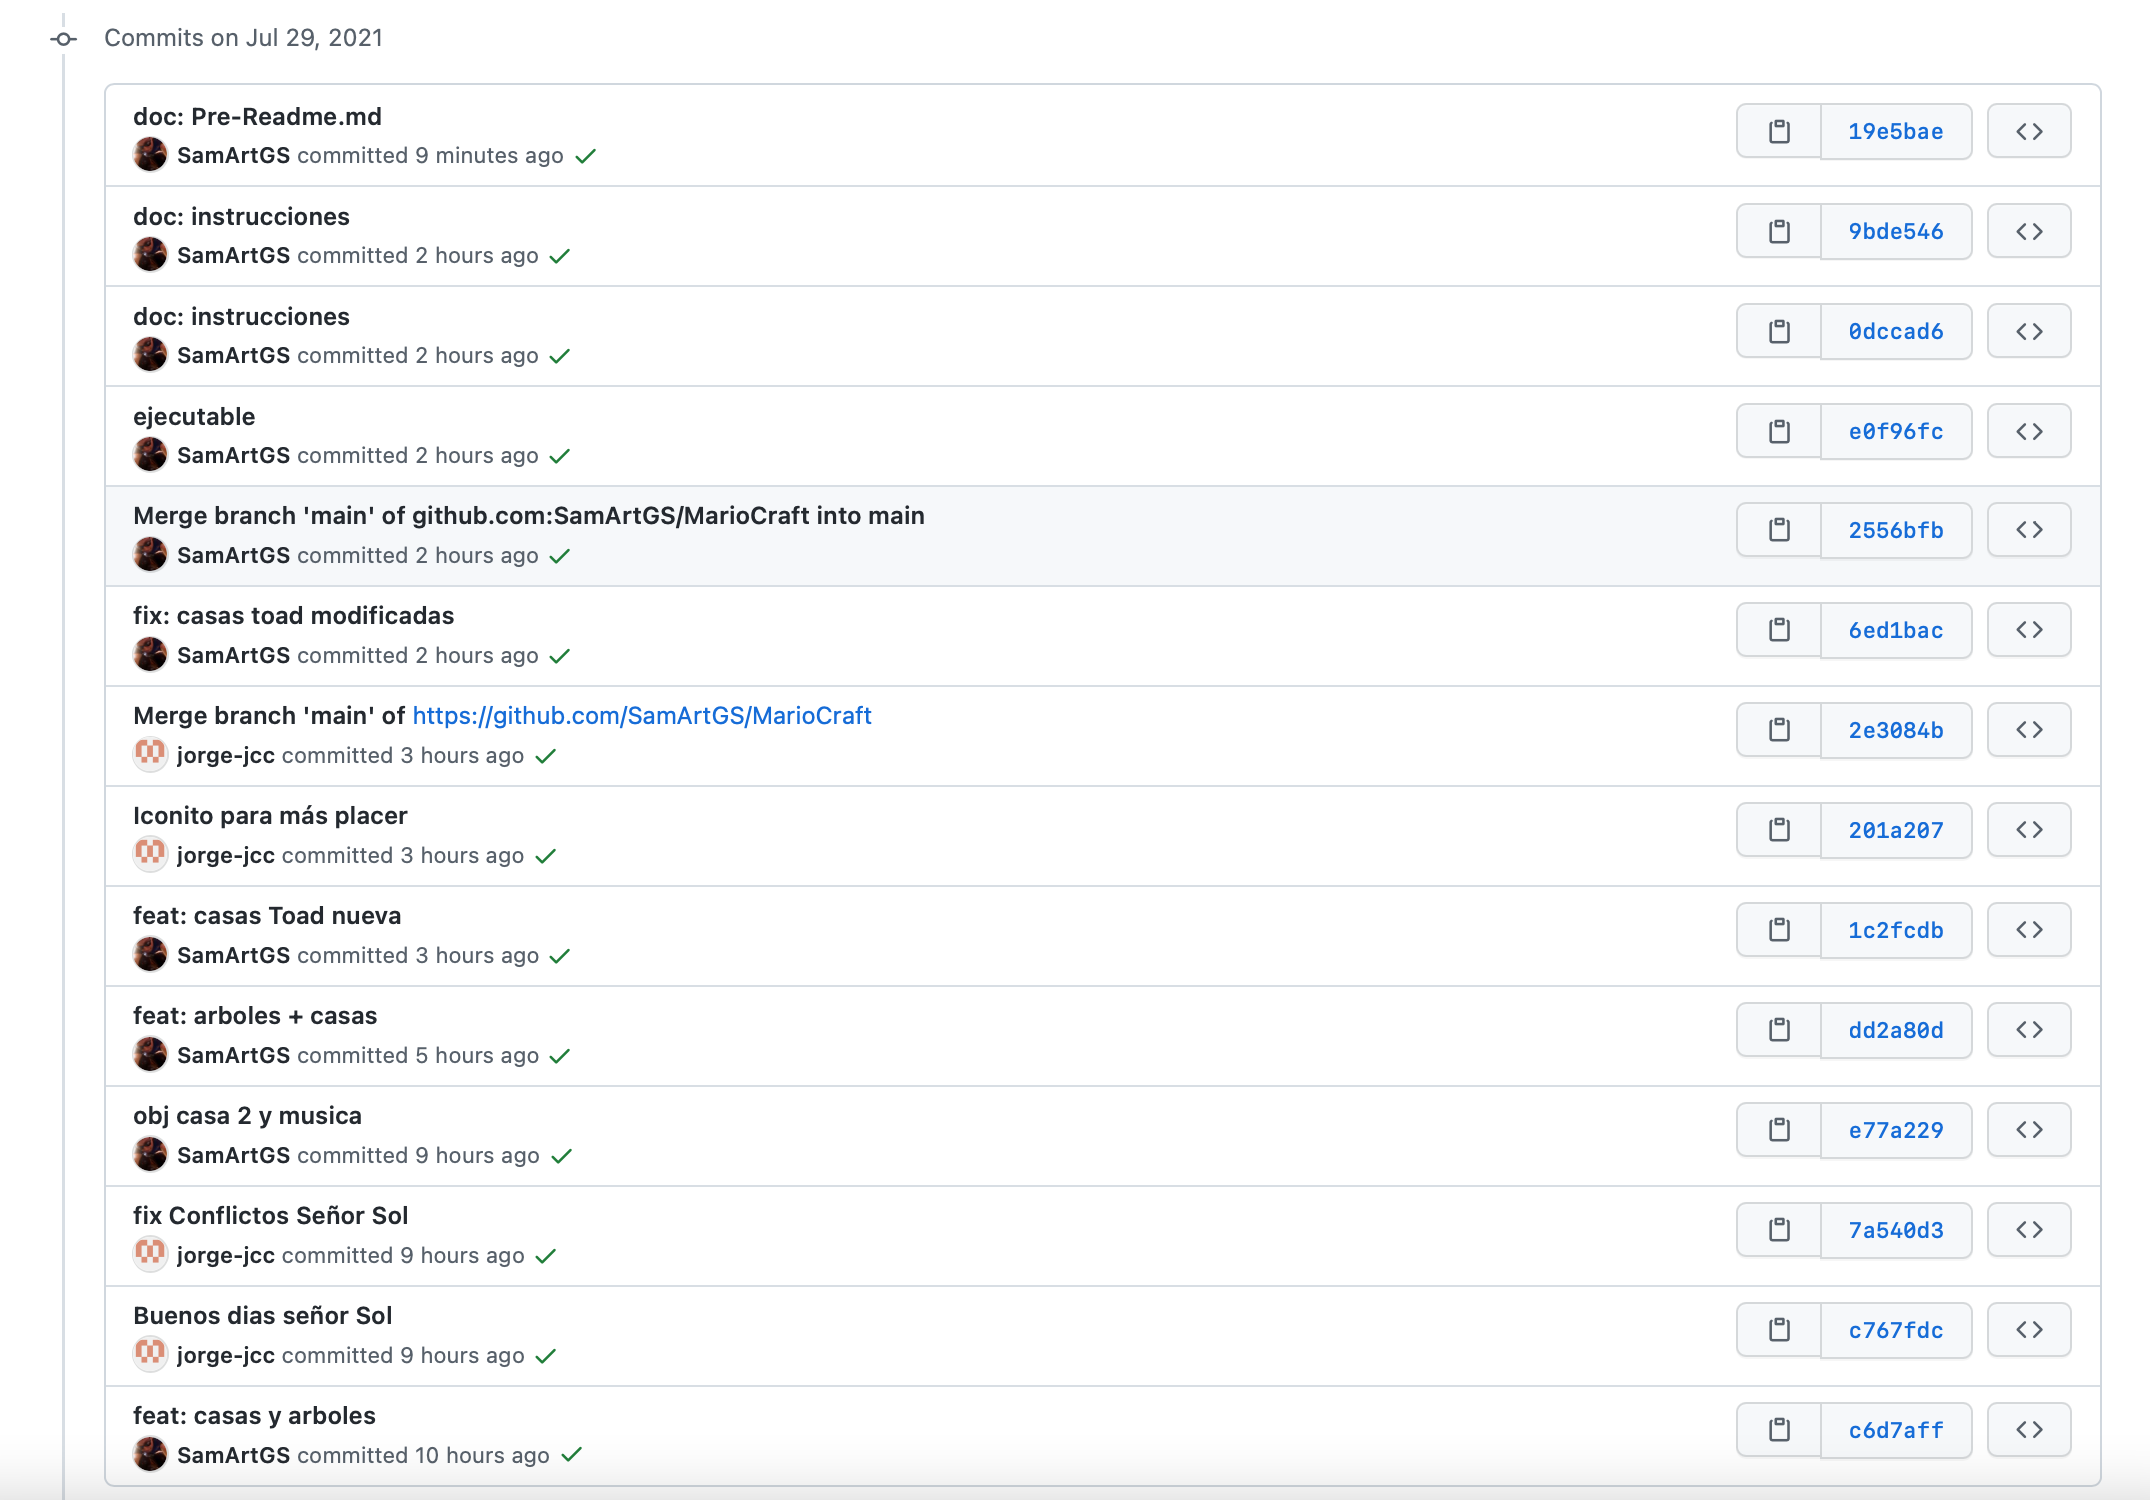 Commits on Jul 29, 2021
doc: Pre-Readme.md
SamArtGS committed 9 minutes ago
19e5bae
doc: instrucciones
SamArtGS committed 2 hours ago
9bde546
doc: instrucciones
SamArtGS committed 2 hours ago
0dccad6
ejecutable
SamArtGS committed 2 hours ago
e0f96fc
Merge branch 'main' of github.com:SamArtGS/MarioCraft into main
SamArtGS committed 2 hours ago
2556bfb
fix: casas toad modificadas
SamArtGS committed 2 hours ago
6ed1bac
Merge branch 'main' of https://github.com/SamArtGS/MarioCraft
jorge-jcc committed 3 hours ago
2e3084b
Iconito para más placer
jorge-jcc committed 3 hours ago
201a207
feat: casas Toad nueva
SamArtGS committed 3 hours ago
1c2fcdb
feat: arboles + casas
SamArtGS committed 5 hours ago
dd2a80d
obj casa 2 y musica
SamArtGS committed 9 hours ago
e77a229
fix Conflictos Señor Sol
jorge-jcc committed 9 hours ago
7a540d3
Buenos dias señor Sol
jorge-jcc committed 9 hours ago
c767fdc
feat: casas y arboles
SamArtGS committed 10 hours ago
c6d7aff